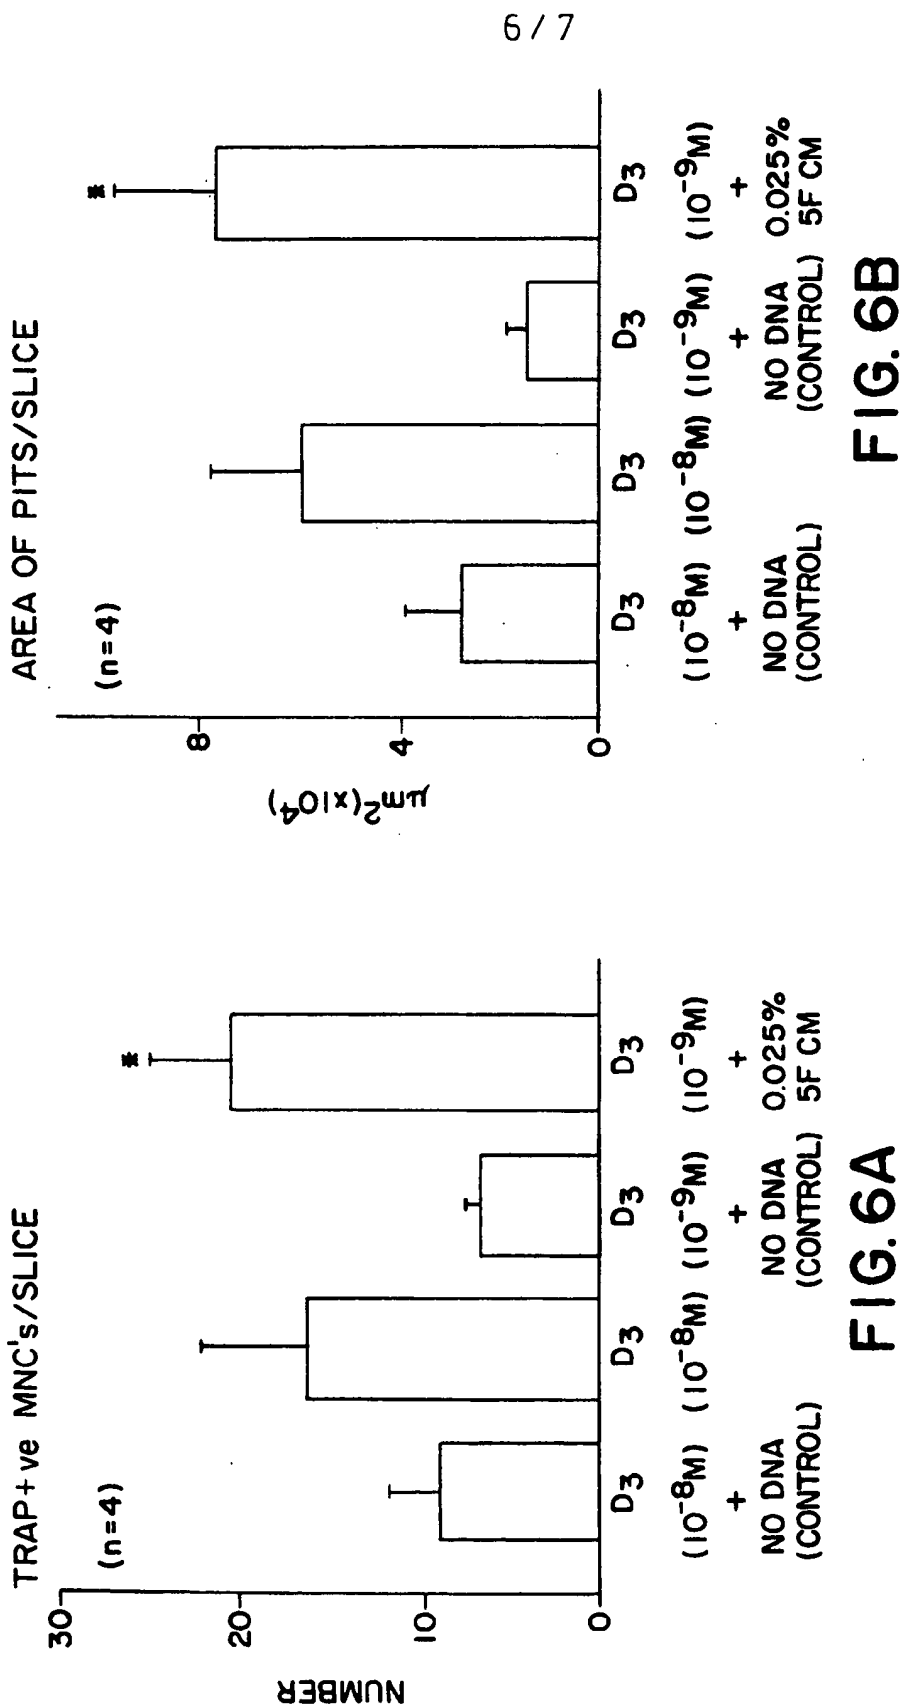 6 / 7
TRAP+ve MNC's/SLICE
(n=4)
30
20
10
0
NUMBER
D3 D3 D3 D3
(10⁻⁸M) (10⁻⁸M) (10⁻⁹M) (10⁻⁹M)
+ + +
NO DNA NO DNA 0.025%
(CONTROL) (CONTROL) 5F CM
*
FIG. 6A
AREA OF PITS/SLICE
(n=4)
8
4
0
μm²(x10⁴)
D3 D3 D3 D3
(10⁻⁸M) (10⁻⁸M) (10⁻⁹M) (10⁻⁹M)
+ + +
NO DNA NO DNA 0.025%
(CONTROL) (CONTROL) 5F CM
*
FIG. 6B